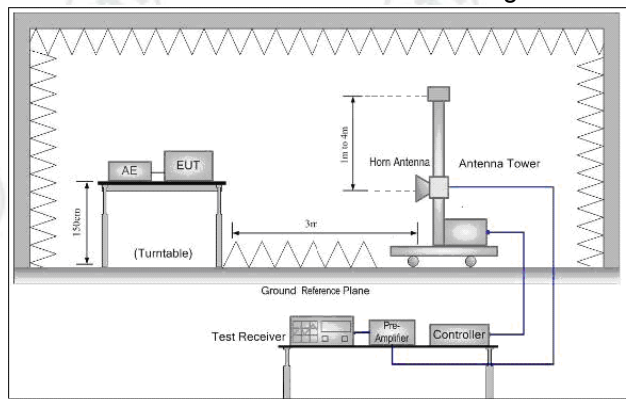 1m to 4m
Horn Antenna
Antenna Tower
AE
EUT
150cm
(Turntable)
3m
Ground Reference Plane
Test Receiver
Pre-
Amplifier
Controller